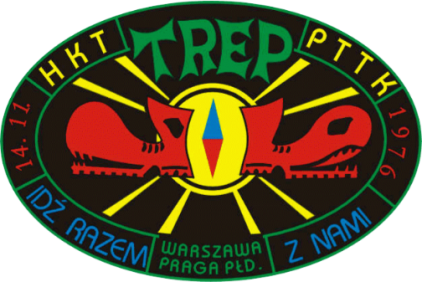 TREP
HKT
PTTK
14.11
1976
IDŹ RAZEM
Z NAMI
WARSZAWA
PRAGA PŁD.